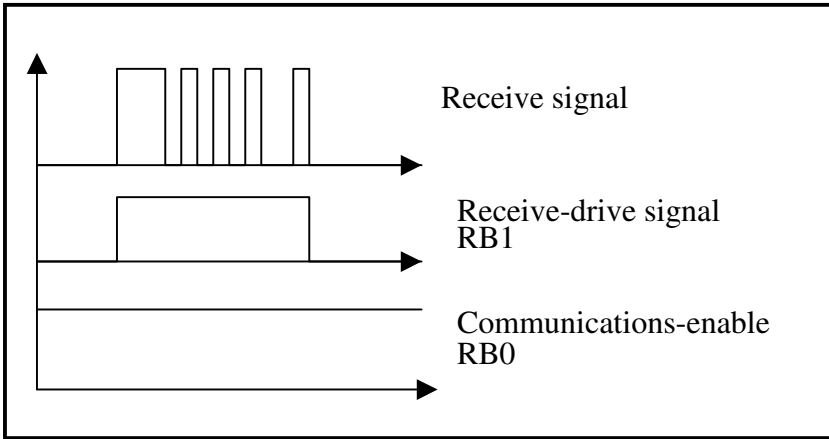 Receive signal
Receive-drive signal
RB1
Communications-enable
RB0